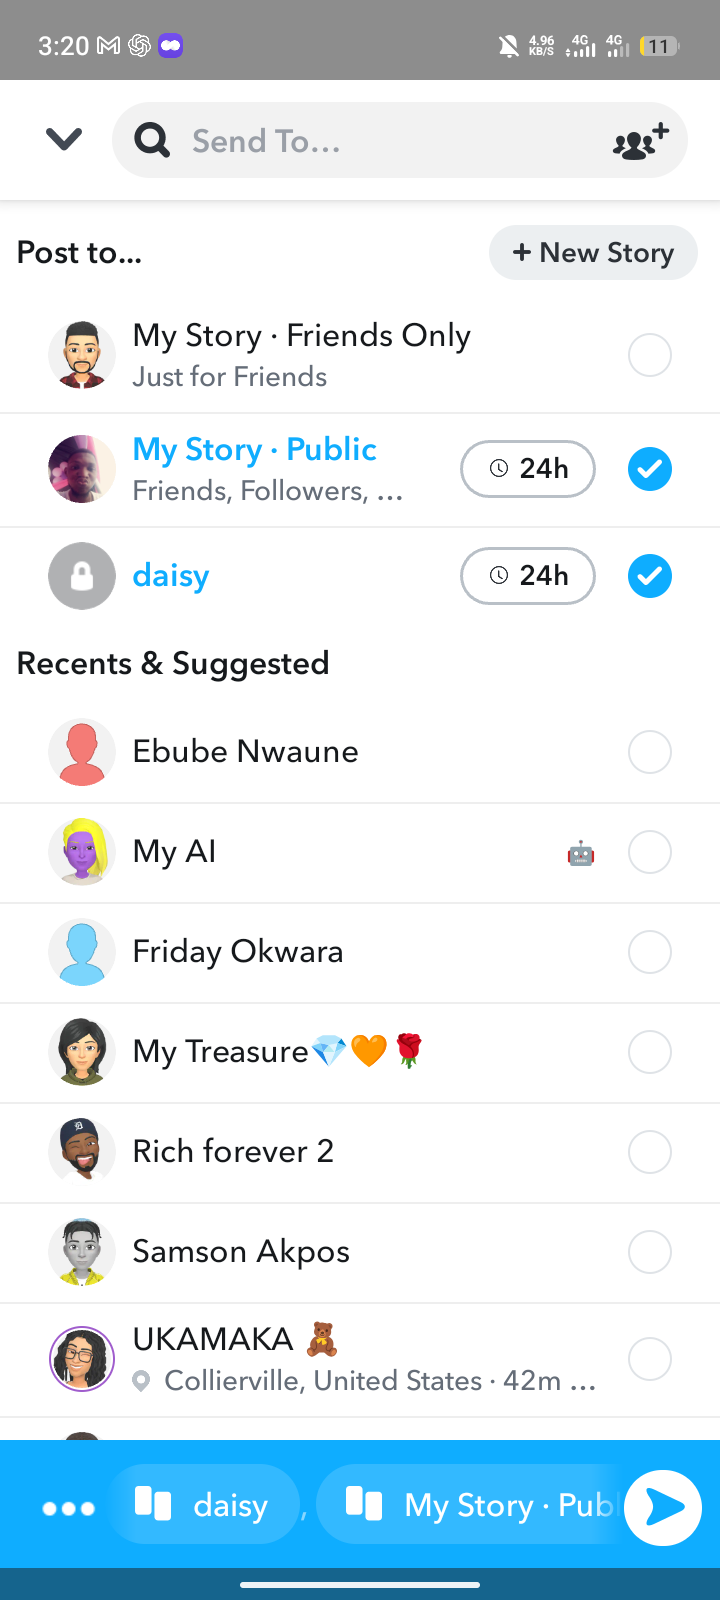 3:20
4.96
KB/S
4G
4G
11
Send To...
Post to...
+ New Story
My Story · Friends Only
Just for Friends
My Story · Public
24h
Friends, Followers, ...
daisy
24h
Recents & Suggested
Ebube Nwaune
My AI
🤖
Friday Okwara
My Treasure💎🧡🌹
Rich forever 2
Samson Akpos
UKAMAKA 🧸
Collierville, United States · 42m ...
daisy
,
My Story · Publ